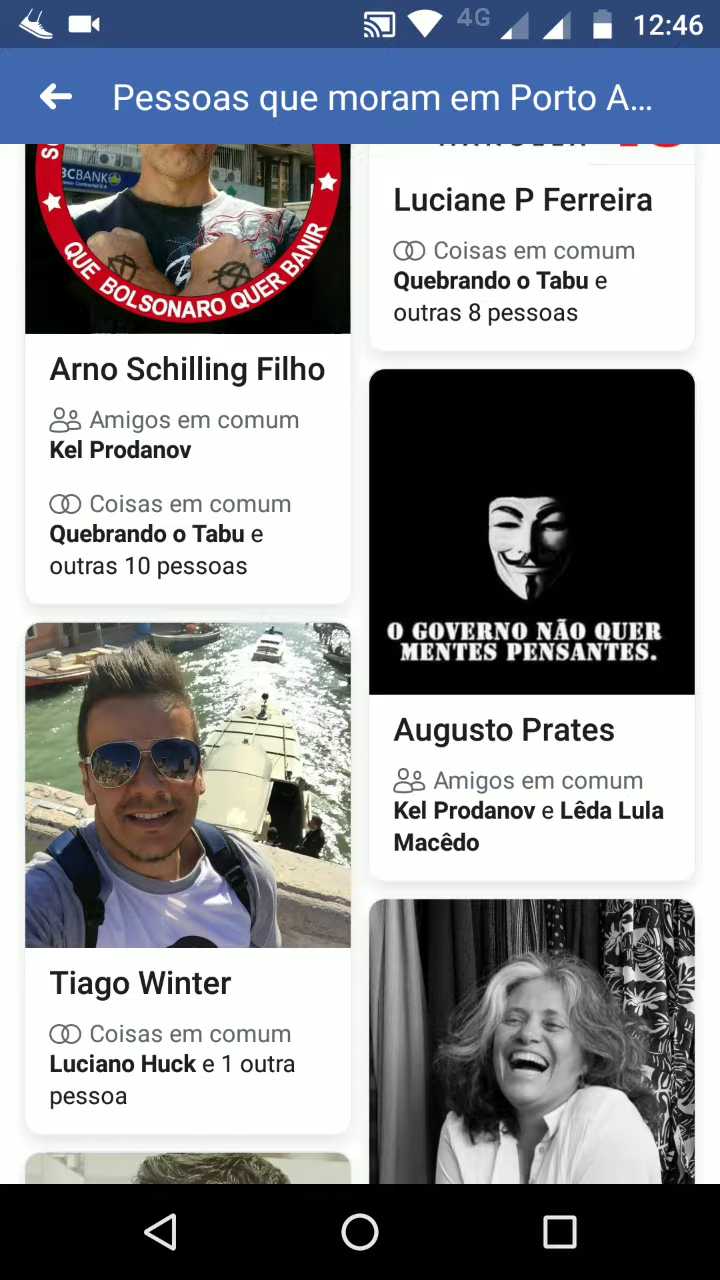 4G
12:46
Pessoas que moram em Porto A...
BCBANK
QUE BOLSONARO QUER BANIR
Arno Schilling Filho
Amigos em comum
Kel Prodanov
Coisas em comum
Quebrando o Tabu e
outras 10 pessoas
Tiago Winter
Coisas em comum
Luciano Huck e 1 outra
pessoa
Luciane P Ferreira
Coisas em comum
Quebrando o Tabu e
outras 8 pessoas
O GOVERNO NÃO QUER
MENTES PENSANTES.
Augusto Prates
Amigos em comum
Kel Prodanov e Lêda Lula
Macêdo